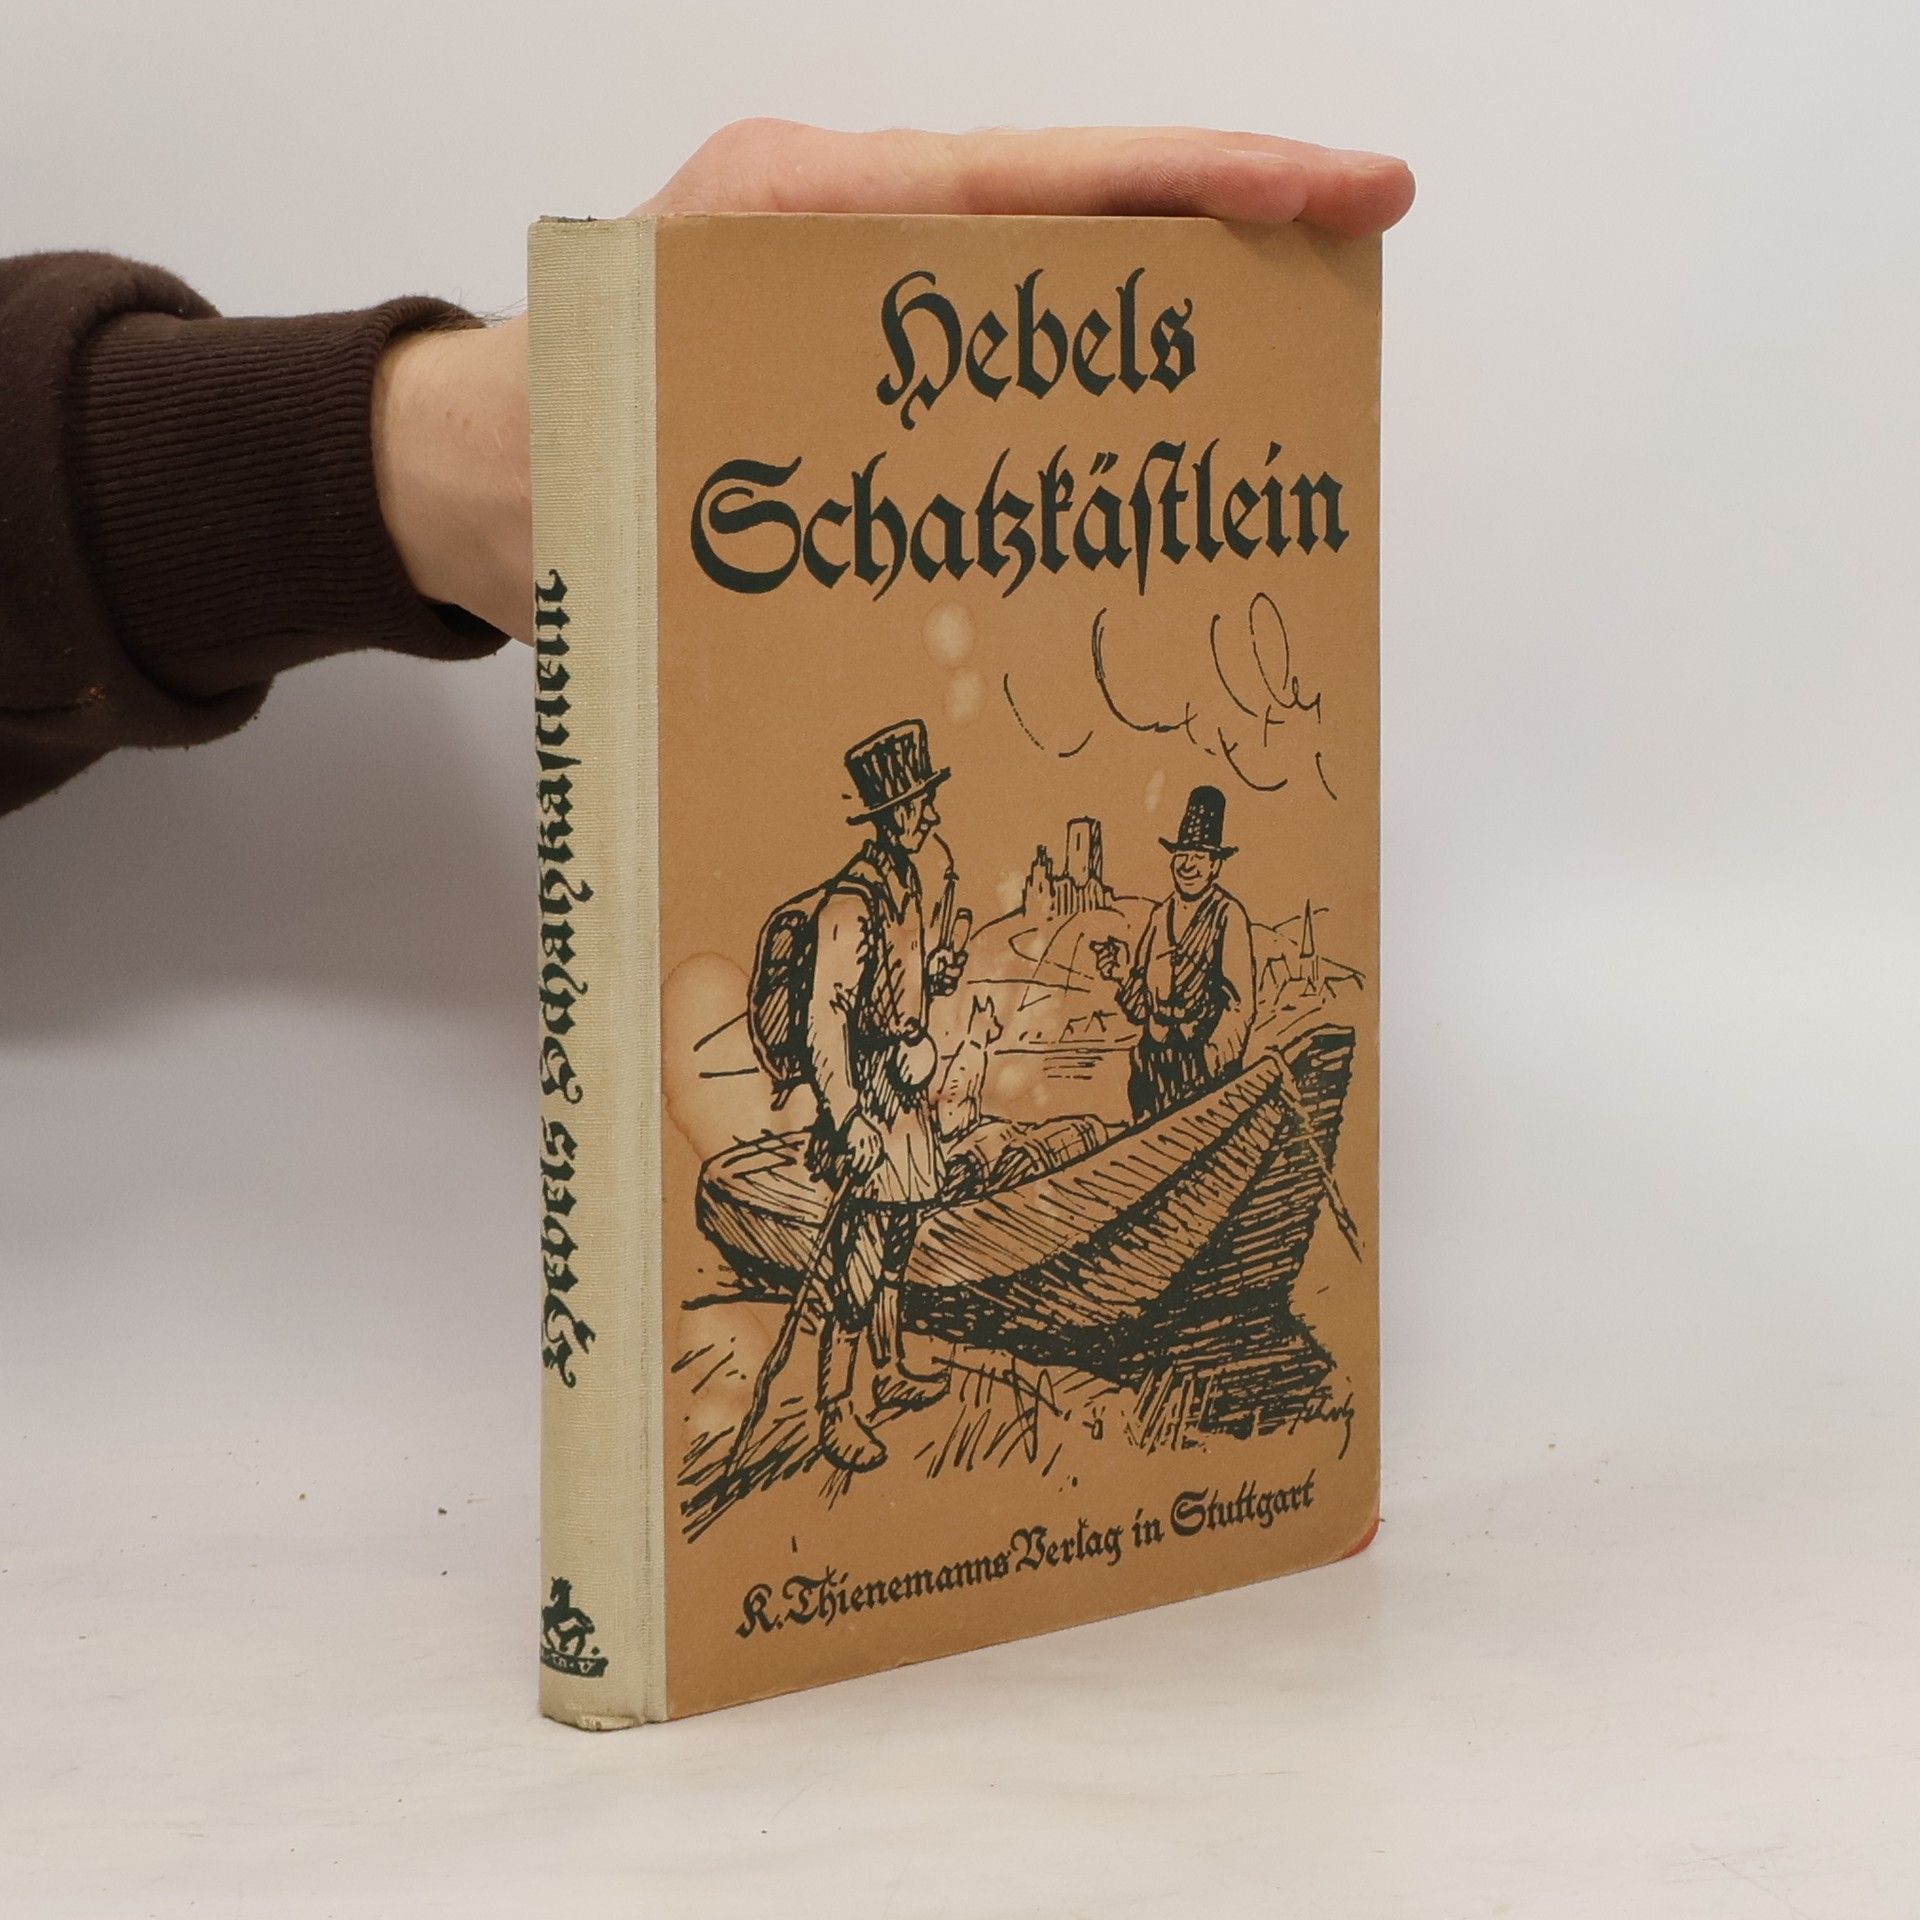 Hebels
Schatzkäſtlein
K. Thienemanns Verlag in Stuttgart
Hebels Schatzkäſtlein